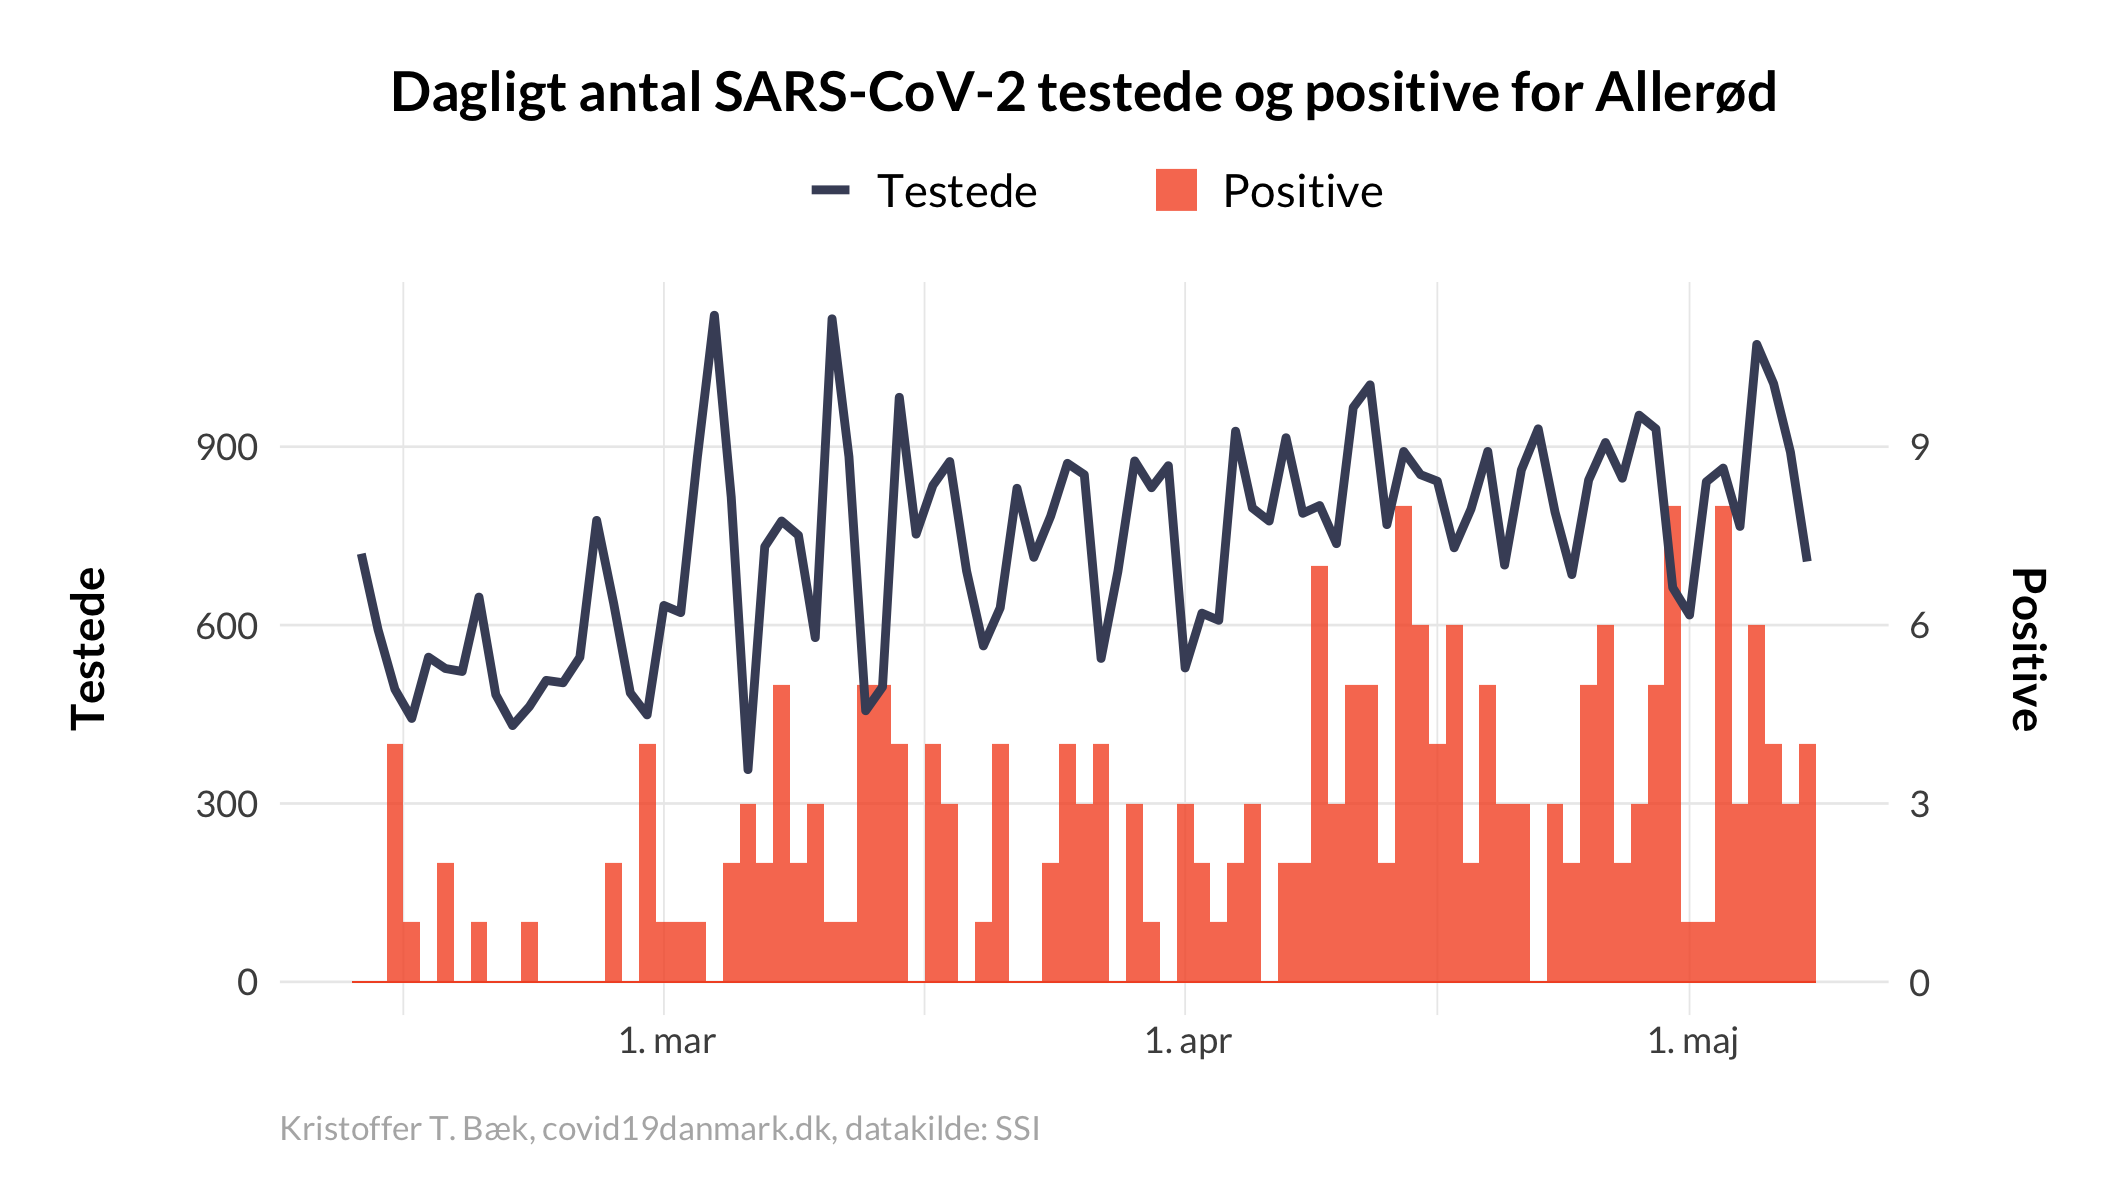 Dagligt antal SARS-CoV-2 testede og positive for Allerød
Testede
Positive
Testede
900
600
300
0
9
6
3
0
Positive
1. mar
1. apr
1. maj
Kristoffer T. Bæk, covid19danmark.dk, datakilde: SSI